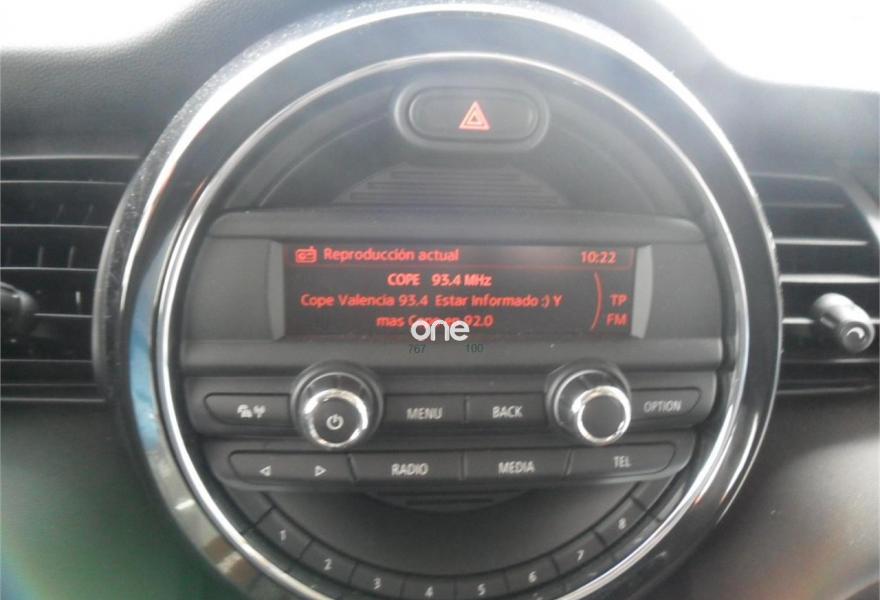 Reproducción actual 10:22
COPE 93.4 MHz
Cope Valencia 93.4 Estar Informado :) Y TP
mas Cope en 92.0 FM
one
767 100
MENU BACK OPTION
RADIO MEDIA TEL
1 2 3 4 5 6 7 8